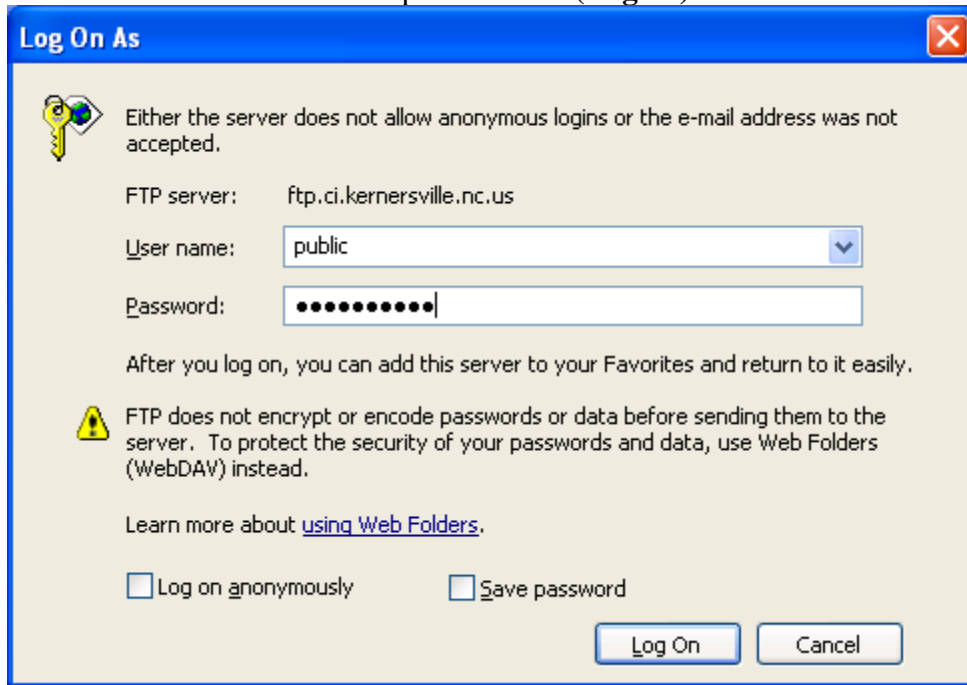 Log On As
Either the server does not allow anonymous logins or the e-mail address was not
accepted.
FTP server: ftp.ci.kernersville.nc.us
User name: public
Password: ●●●●●●●●●●
After you log on, you can add this server to your Favorites and return to it easily.
FTP does not encrypt or encode passwords or data before sending them to the
server. To protect the security of your passwords and data, use Web Folders
(WebDAV) instead.
Learn more about using Web Folders.
Log on anonymously Save password
Log On Cancel